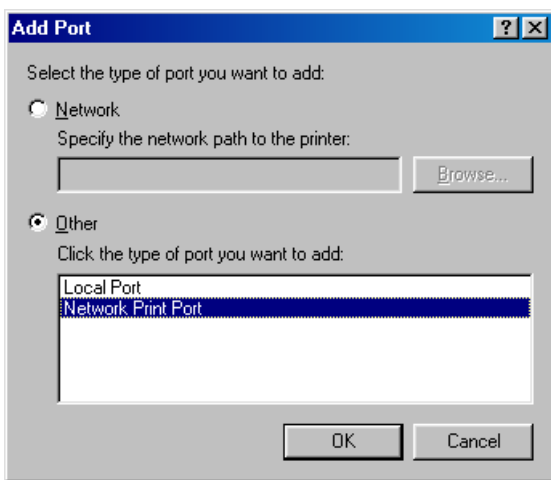 Add Port
Select the type of port you want to add:
Network
Specify the network path to the printer:
Browse...
Other
Click the type of port you want to add:
Local Port
Network Print Port
OK Cancel